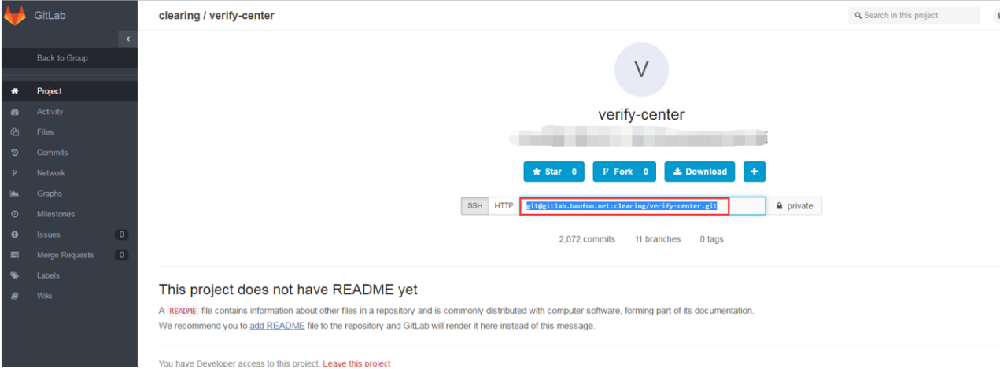 GitLab
clearing / verify-center
Search in this project
Back to Group
Project
Activity
Files
Commits
Network
Graphs
Milestones
Issues 0
Merge Requests 0
Labels
Wiki
V
verify-center
Star 0 Fork 0 Download +
SSH HTTP git@gitlab.baofoo.net:clearing/verify-center.git private
2,072 commits 11 branches 0 tags
This project does not have README yet
A README file contains information about other files in a repository and is commonly distributed with computer software, forming part of its documentation.
We recommend you to add README file to the repository and GitLab will render it here instead of this message.
You have Developer access to this project. Leave this project